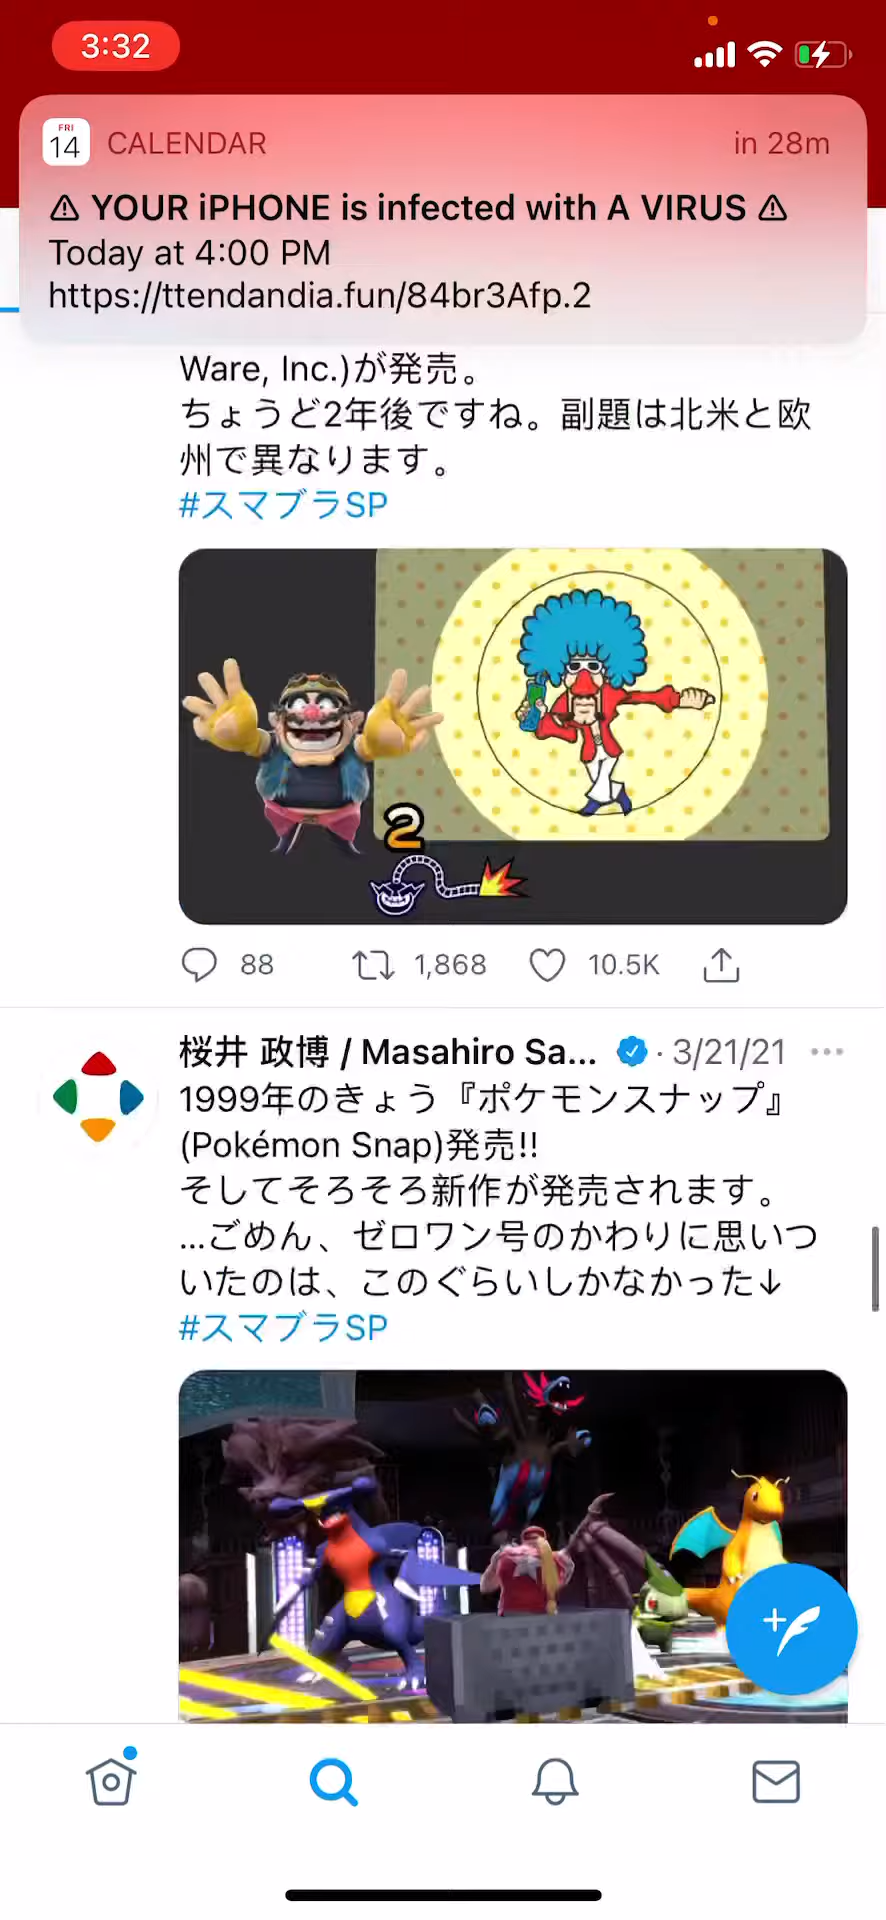 3:32
FRI
14
CALENDAR
in 28m
⚠ YOUR iPHONE is infected with A VIRUS ⚠
Today at 4:00 PM
https://ttendandia.fun/84br3Afp.2
Ware, Inc.)が発売。
ちょうど2年後ですね。副題は北米と欧
州で異なります。
#スマブラSP
2
88
1,868
10.5K
桜井 政博 / Masahiro Sa... · 3/21/21
1999年のきょう『ポケモンスナップ』
(Pokémon Snap)発売!!
そしてそろそろ新作が発売されます。
...ごめん、ゼロワン号のかわりに思いつ
いたのは、このぐらいしかなかった↓
#スマブラSP